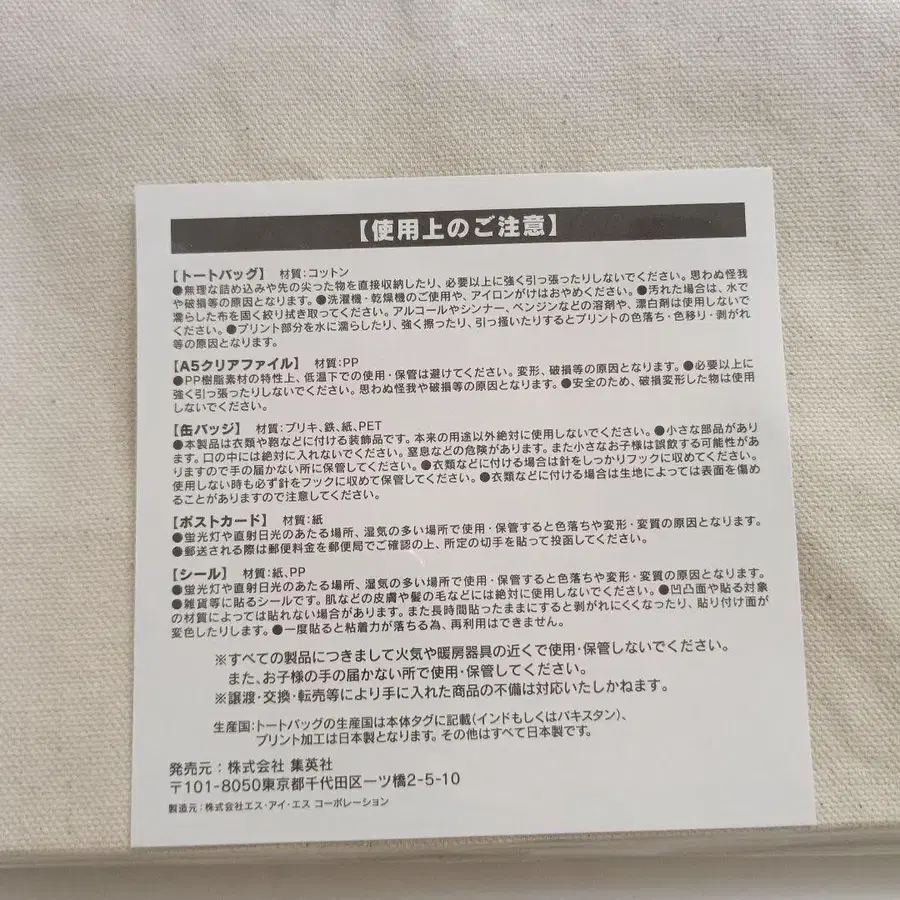 【使用上のご注意】
【トートバッグ】 材質:コットン
●無理な詰め込みや先の尖った物を直接収納したり、必要以上に強く引っ張ったりしないでください。思わぬ怪我
や破損等の原因となります。●洗濯機・乾燥機のご使用や、アイロンがけはおやめください。●汚れた場合は、水で
濡らした布を固く絞り拭き取ってください。アルコールやシンナー、ベンジンなどの溶剤や、漂白剤は使用しないで
ください。●プリント部分を水に濡らしたり、強く擦ったり、引っ掻いたりするとプリントの色落ち・色移り・剥がれ
等の原因となります。
【A5クリアファイル】 材質:PP
●PP樹脂素材の特性上、低温下での使用・保管は避けてください。変形、破損等の原因となります。●必要以上に
強く引っ張ったりしないでください。思わぬ怪我や破損等の原因となります。●安全のため、破損変形した物は使用
しないでください。
【缶バッジ】 材質:ブリキ、鉄、紙、PET
●本製品は衣類や鞄などに付ける装飾品です。本来の用途以外絶対に使用しないでください。●小さな部品があり
ます。口の中には絶対に入れないでください。窒息などの危険があります。また小さなお子様は誤飲する可能性があ
りますので手の届かない所に保管してください。●衣類などに付ける場合は針をしっかりフックに収めてください。
使用しない時も必ず針をフックに収めて保管してください。●衣類などに付ける場合は生地によっては表面を傷め
ることがありますので注意してください。
【ポストカード】 材質:紙
●蛍光灯や直射日光のあたる場所、湿気の多い場所で使用・保管すると色落ちや変形・変質の原因となります。
●郵送される際は郵便料金を郵便局でご確認の上、所定の切手を貼って投函してください。
【シール】 材質:紙、PP
●蛍光灯や直射日光のあたる場所、湿気の多い場所で使用・保管すると色落ちや変形・変質の原因となります。
●雑貨等に貼るシールです。肌などの皮膚や髪の毛などには絶対に使用しないでください。●凹凸面や貼る対象
の材質によっては貼れない場合があります。また長時間貼ったままにすると剥がれにくくなったり、貼り付け面が
変色したりします。●一度貼ると粘着力が落ちる為、再利用はできません。
※すべての製品につきまして火気や暖房器具の近くで使用・保管しないでください。
また、お子様の手の届かない所で使用・保管してください。
※譲渡・交換・転売等により手に入れた商品の不備は対応いたしかねます。
生産国:トートバッグの生産国は本体タグに記載(インドもしくはパキスタン)、
プリント加工は日本製となります。その他はすべて日本製です。
発売元:株式会社 集英社
〒101-8050東京都千代田区一ツ橋2-5-10
製造元:株式会社エス・アイ・エス コーポレーション